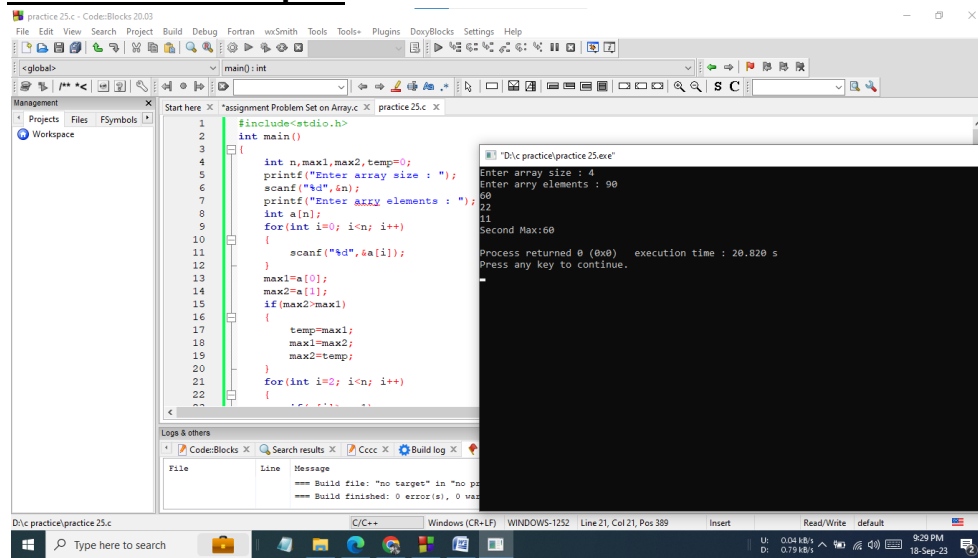 practice 25.c - Code::Blocks 20.03
File Edit View Search Project Build Debug Fortran wxSmith Tools Tools+ Plugins DoxyBlocks Settings Help
<global>
main() : int
S C
Management
Projects Files FSymbols
Workspace
Start here X *assignment Problem Set on Array.c X practice 25.c X
1 #include<stdio.h>
2 int main()
3 {
4 int n,max1,max2,temp=0;
5 printf("Enter array size : ");
6 scanf("%d",&n);
7 printf("Enter arry elements : ");
8 int a[n];
9 for(int i=0; i<n; i++)
10 {
11 scanf("%d",&a[i]);
12 }
13 max1=a[0];
14 max2=a[1];
15 if(max2>max1)
16 {
17 temp=max1;
18 max1=max2;
19 max2=temp;
20 }
21 for(int i=2; i<n; i++)
22 {
"D:\c practice\practice 25.exe"
Enter array size : 4
Enter arry elements : 90
60
22
11
Second Max:60
Process returned 0 (0x0) execution time : 20.820 s
Press any key to continue.
Logs & others
Code::Blocks X Search results X Cccc X Build log X
File Line Message
=== Build file: "no target" in "no pr
=== Build finished: 0 error(s), 0 war
D:\c practice\practice 25.c C/C++ Windows (CR+LF) WINDOWS-1252 Line 21, Col 21, Pos 389 Insert Read/Write default
Type here to search
U: 0.04 kB/s
D: 0.79 kB/s
9:29 PM
18-Sep-23